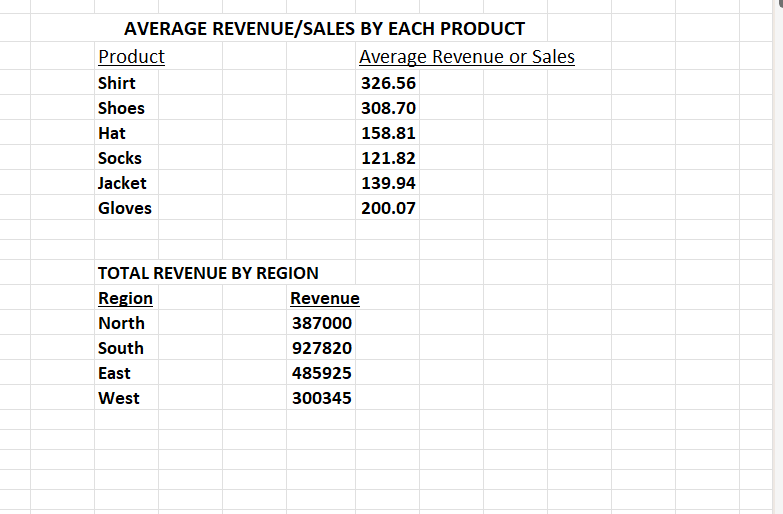 AVERAGE REVENUE/SALES BY EACH PRODUCT
Product Average Revenue or Sales
Shirt 326.56
Shoes 308.70
Hat 158.81
Socks 121.82
Jacket 139.94
Gloves 200.07
TOTAL REVENUE BY REGION
Region Revenue
North 387000
South 927820
East 485925
West 300345